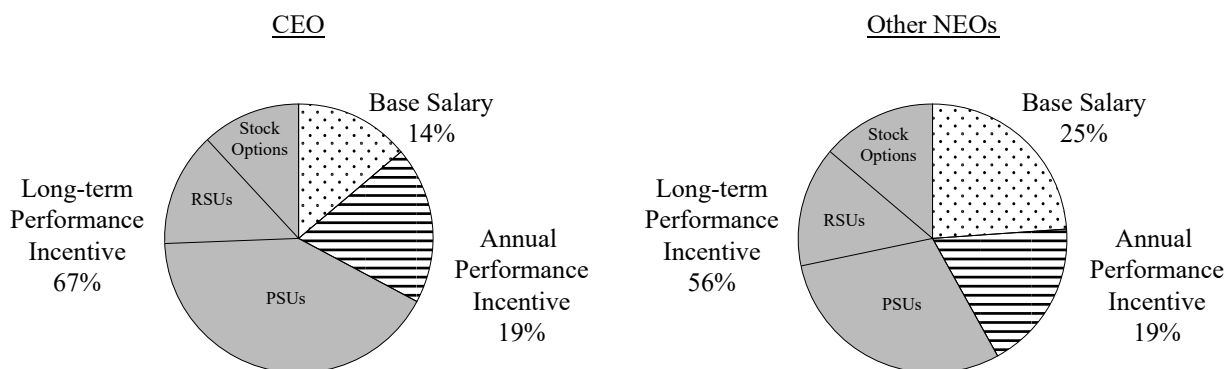 CEO
Base Salary
14%
Stock
Options
RSUs
Long-term
Performance
Incentive
67%
PSUs
Annual
Performance
Incentive
19%
Other NEOs
Base Salary
25%
Stock
Options
RSUs
Long-term
Performance
Incentive
56%
PSUs
Annual
Performance
Incentive
19%